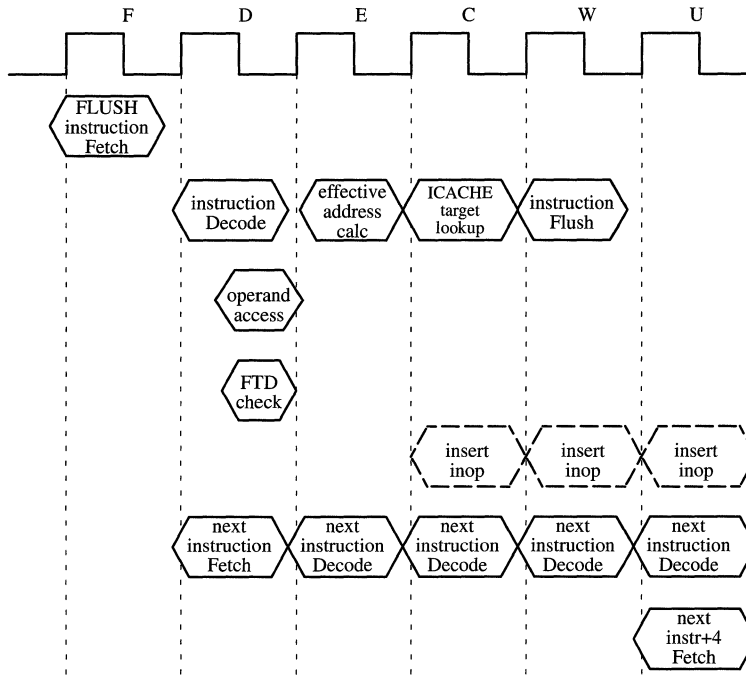 F D E C W U
FLUSH
instruction
Fetch
instruction
Decode
effective
address
calc
ICACHE
target
lookup
instruction
Flush
operand
access
FTD
check
insert
inop
insert
inop
insert
inop
next
instruction
Fetch
next
instruction
Decode
next
instruction
Decode
next
instruction
Decode
next
instruction
Decode
next
instr+4
Fetch